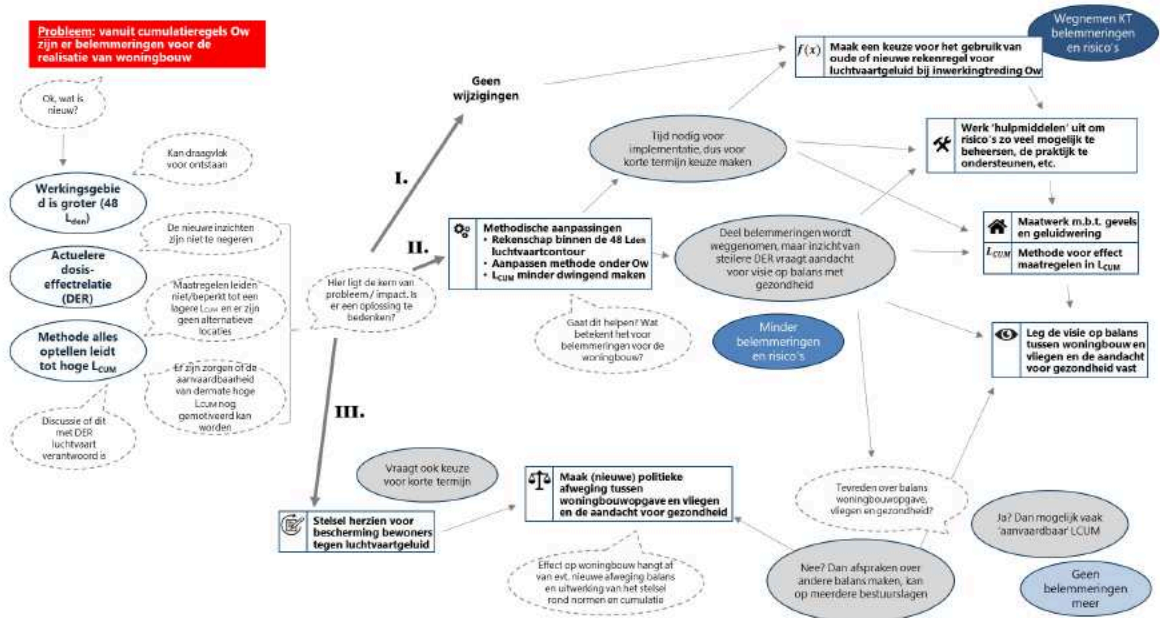 Probleem: vanuit cumulatieregels Ow
zijn er belemmeringen voor de
realisatie van woningbouw
Ok, wat is
nieuw?
Kan draagvlak
voor ontstaan
Werkingsgebie
d is groter (48
Lden)
De nieuwe inzichten
zijn niet te negeren
Actuelere
dosis-
effectrelatie
(DER)
Maatregelen leiden
niet/beperkt tot een
lagere LCUM en er zijn
geen alternatieve
locaties
Methode alles
optellen leidt
tot hoge LCUM
Er zijn zorgen of de
aanvaardbaarheid
van dermate hoge
LCUM nog
gemotiveerd kan
worden
Discussie of dit
met DER
luchtvaart
verantwoord is
Hier ligt de kern van
probleem / impact. Is
er een oplossing te
bedenken?
I.
Geen
wijzigingen
II.
Methodische aanpassingen
• Rekenschap binnen de 48 Lden
luchtvaartcontour
• Aanpassen methode onder Ow
• LCUM minder dwingend maken
Gaat dit helpen? Wat
betekent het voor
belemmeringen voor de
woningbouw?
III.
Stelsel herzien voor
bescherming bewoners
tegen luchtvaartgeluid
Vraagt ook keuze
voor korte termijn
Maak (nieuwe) politieke
afweging tussen
woningbouwopgave en vliegen
en de aandacht voor gezondheid
Effect op woningbouw hangt af
van evt. nieuwe afweging balans
en uitwerking van het stelsel
rond normen en cumulatie
Tijd nodig voor
implementatie, dus voor
korte termijn keuze maken
Deel belemmeringen wordt
weggenomen, maar inzicht van
steilere DER vraagt aandacht
voor visie op balans met
gezondheid
Minder
belemmeringen
en risico's
f(x)
Maak een keuze voor het gebruik van
oude of nieuwe rekenregel voor
luchtvaartgeluid bij inwerkingtreding Ow
Wegnemen KT
belemmeringen
en risico's
Werk 'hulpmiddelen' uit om
risico's zo veel mogelijk te
beheersen, de praktijk te
ondersteunen, etc.
Maatwerk m.b.t. gevels
en geluidwering
LCUM
Methode voor effect
maatregelen in LCUM
Leg de visie op balans
tussen woningbouw en
vliegen en de aandacht
voor gezondheid vast
Tevreden over balans
woningbouwopgave,
vliegen en gezondheid?
Ja? Dan mogelijk vaak
'aanvaardbaar' LCUM
Nee? Dan afspraken over
andere balans maken, kan
op meerdere bestuurslagen
Geen
belemmeringen
meer